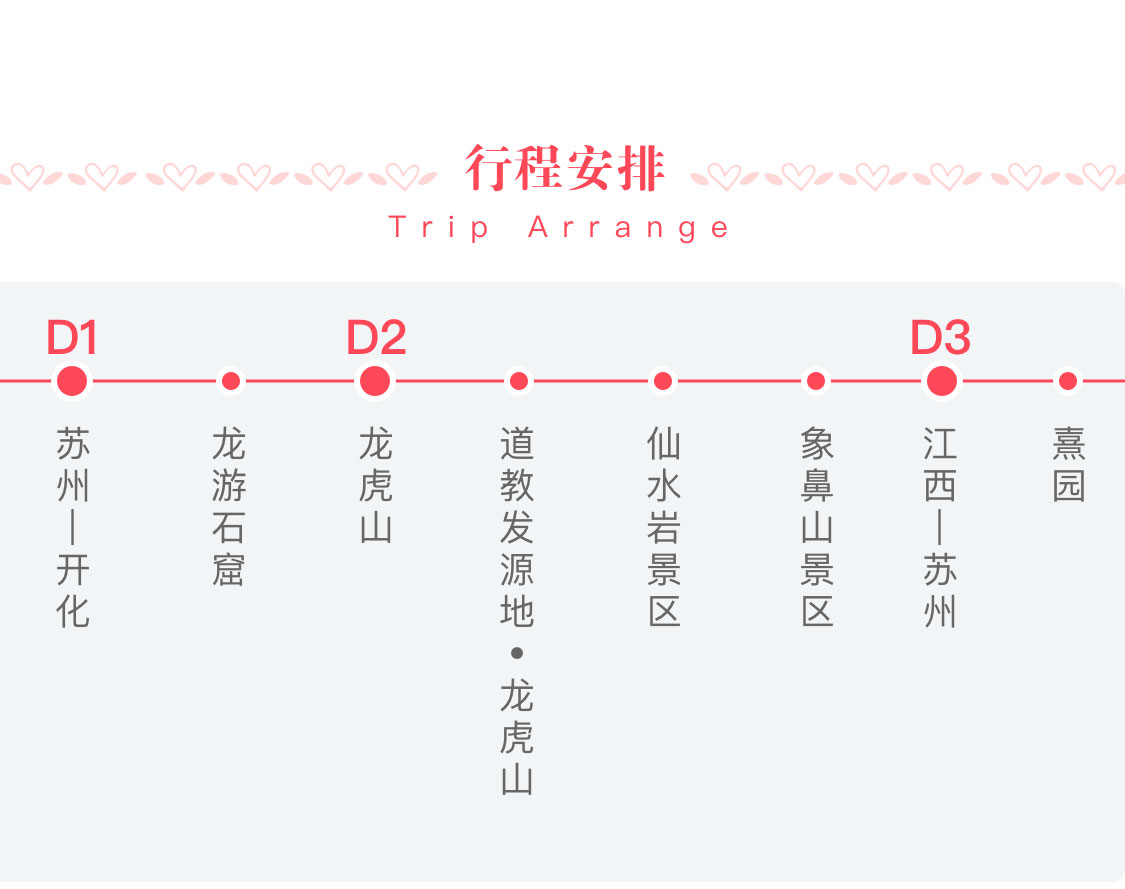 行程安排
Trip Arrange
D1
D2
D3
苏州—开化
龙游石窟
龙虎山
道教发源地•龙虎山
仙水岩景区
象鼻山景区
江西—苏州
熹园